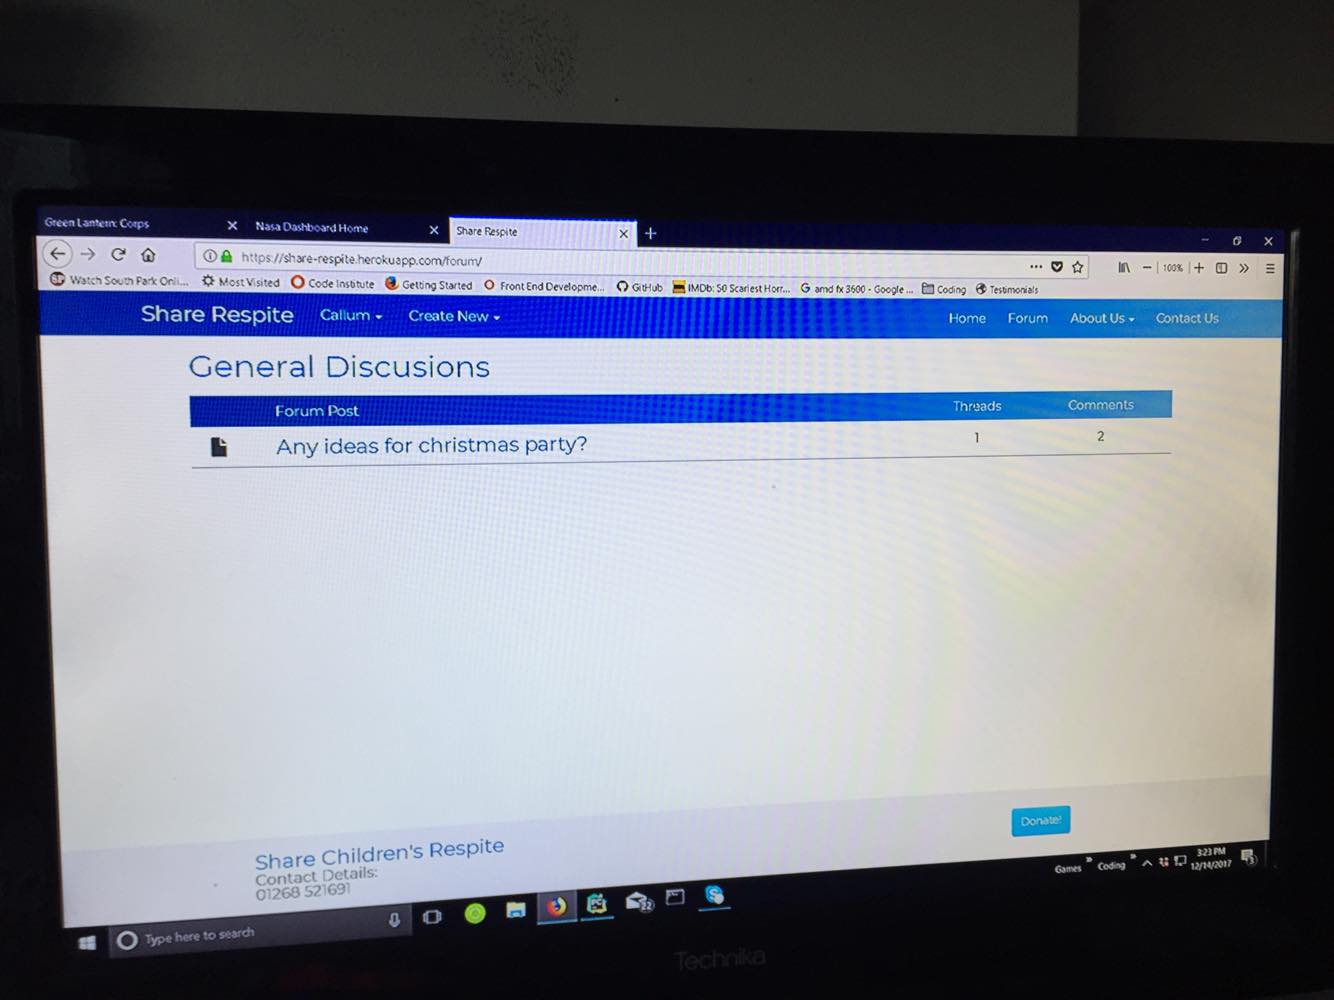 Green Lantern: Corps
Nasa Dashboard Home
Share Respite
https://share-respite.herokuapp.com/forum/
100%
Watch South Park Onli...
Most Visited
Code Institute
Getting Started
Front End Developme...
GitHub
IMDb: 50 Scariest Horr...
G amd fx 3600 - Google ...
Coding
Testimonials
Share Respite Callum Create New Home Forum About Us Contact Us
General Discusions
Forum Post Threads Comments
Any ideas for christmas party? 1 2
Donate!
Share Children's Respite
Contact Details:
01268 521691
Games » Coding » 3:23 PM
12/14/2017
22
PC
Type here to search
Technika